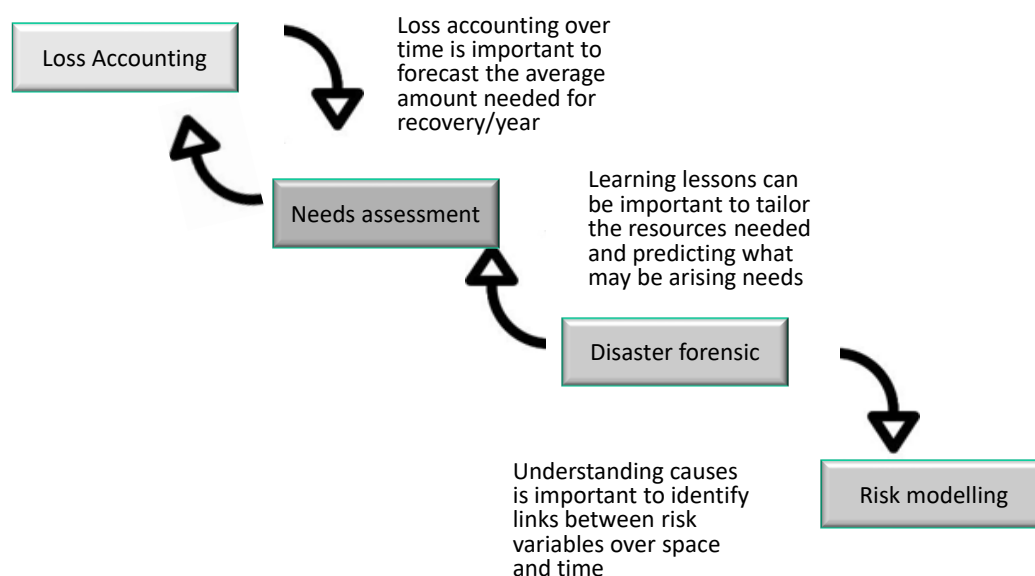 Loss Accounting
Loss accounting over
time is important to
forecast the average
amount needed for
recovery/year
Needs assessment
Learning lessons can
be important to tailor
the resources needed
and predicting what
may be arising needs
Disaster forensic
Understanding causes
is important to identify
links between risk
variables over space
and time
Risk modelling